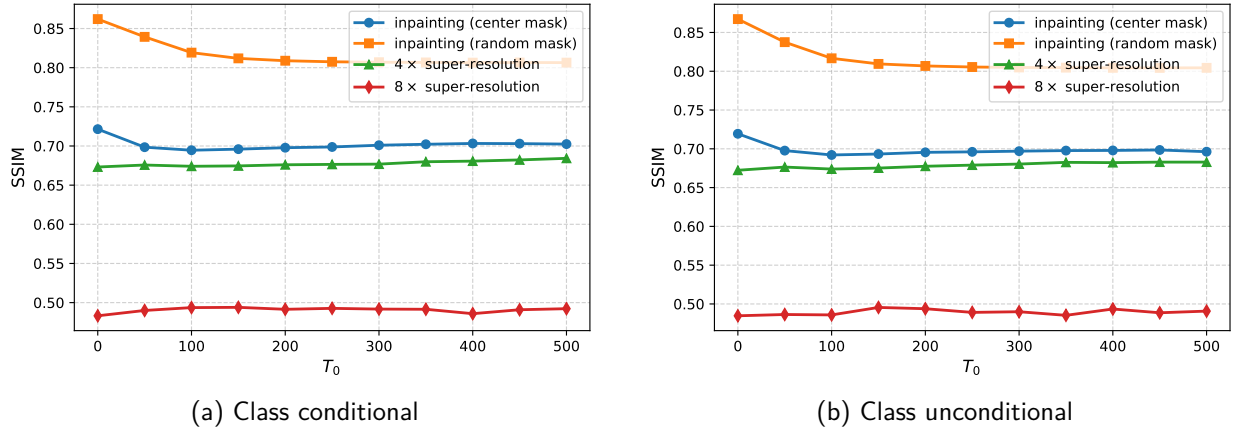 inpainting (center mask)
inpainting (random mask)
4× super-resolution
8× super-resolution
0.85
0.80
0.75
0.70
0.65
0.60
0.55
0.50
SSIM
0 100 200 300 400 500
T0
(a) Class conditional
inpainting (center mask)
inpainting (random mask)
4× super-resolution
8× super-resolution
0.85
0.80
0.75
0.70
0.65
0.60
0.55
0.50
SSIM
0 100 200 300 400 500
T0
(b) Class unconditional